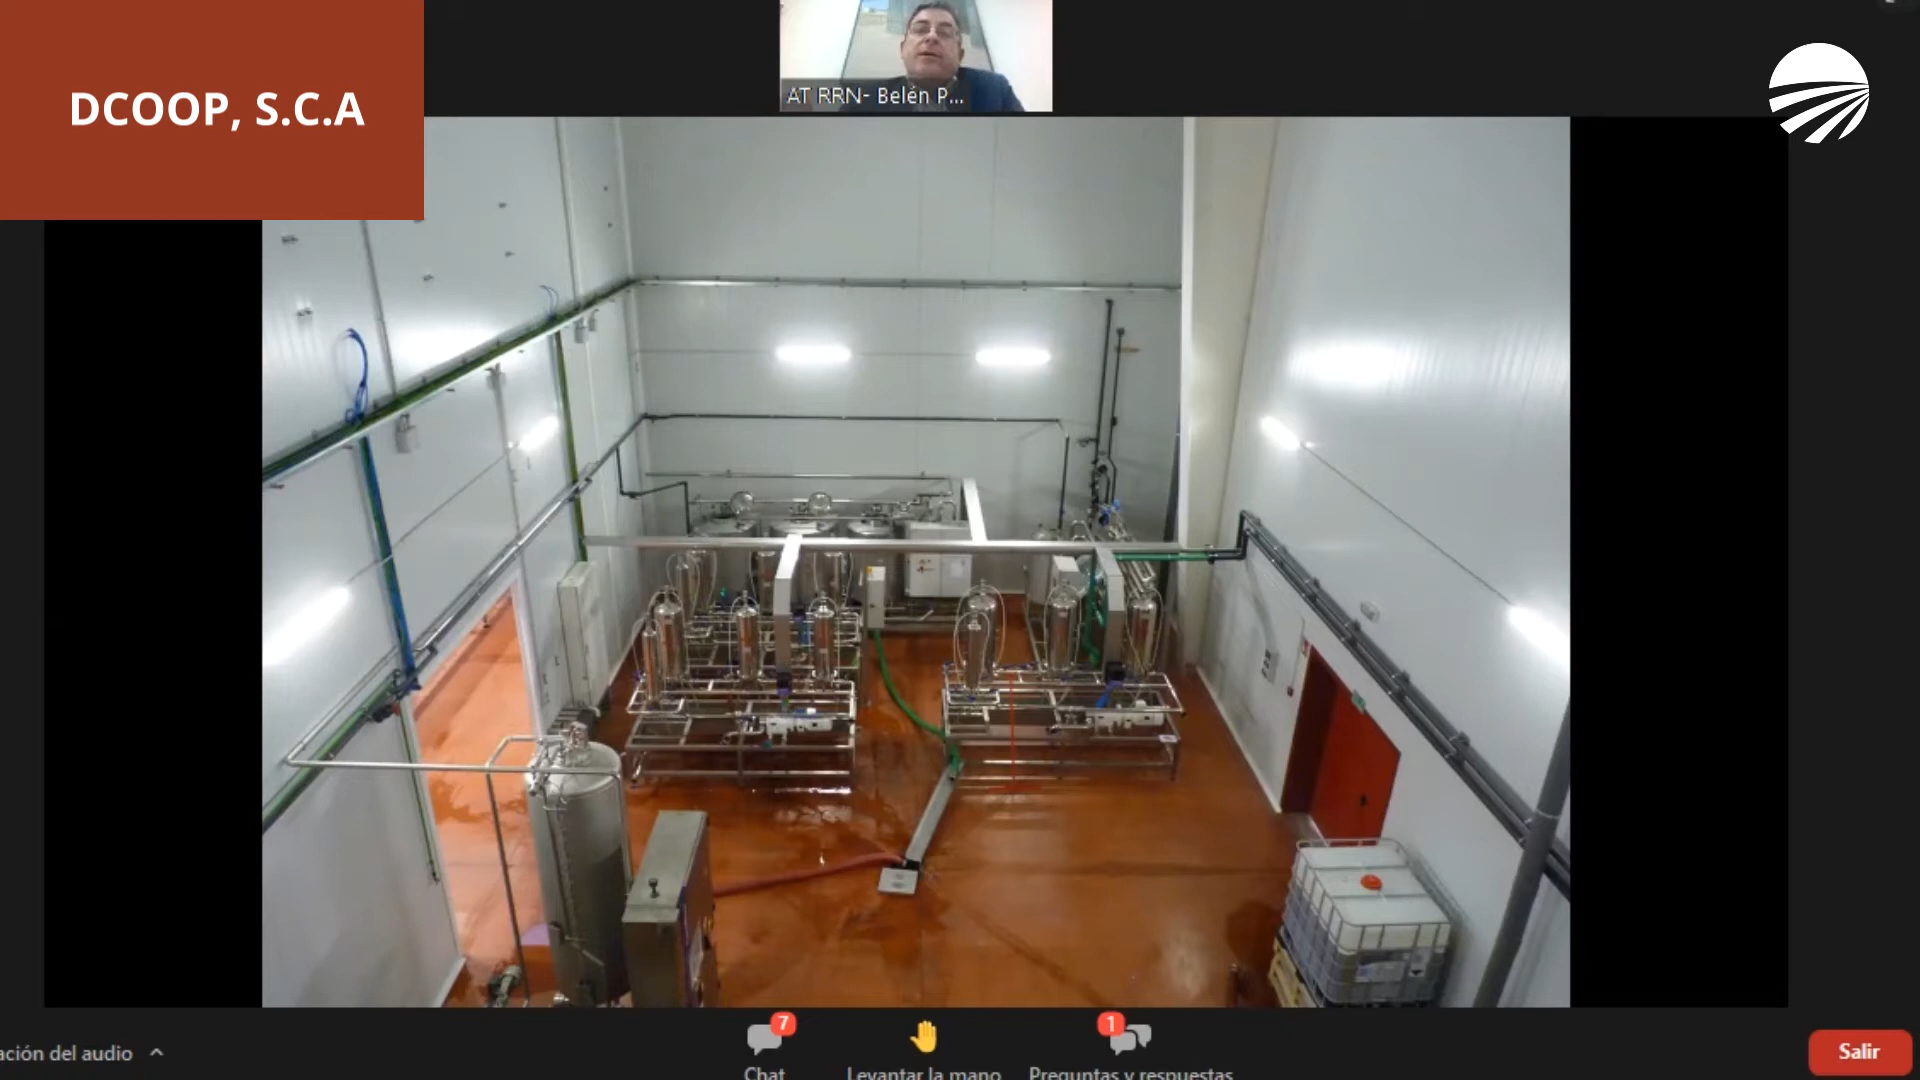 DCOOP, S.C.A
AT RRN- Belén P...
ación del audio
7
Chat
Levantar la mano
1
Preguntas y respuestas
Salir